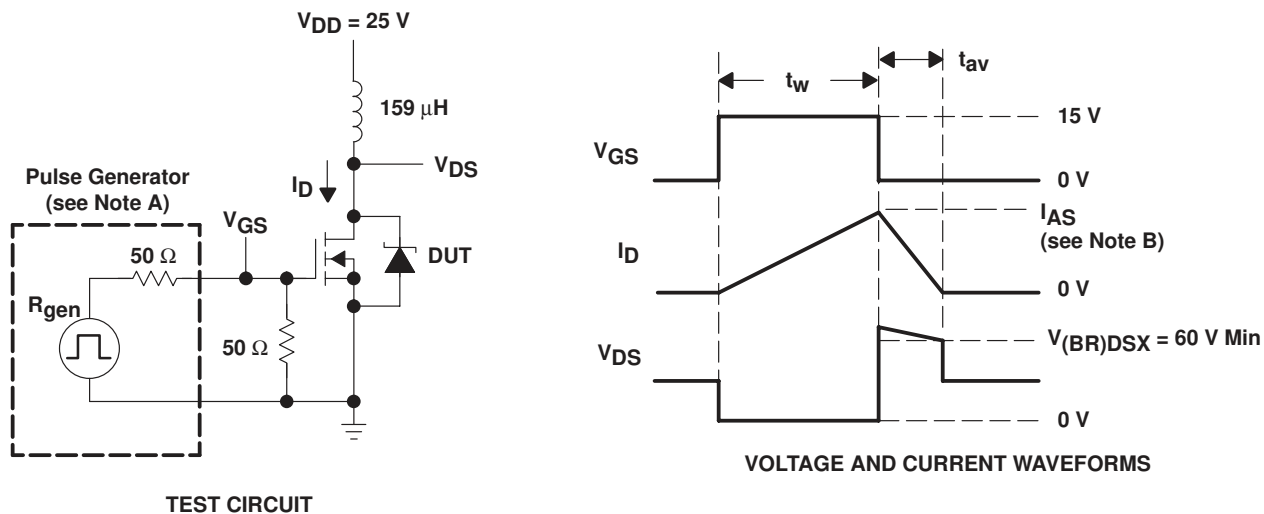 VDD = 25 V
159 μH
VDS
ID
Pulse Generator
(see Note A)
VGS
50 Ω
DUT
Rgen
50 Ω
TEST CIRCUIT
tw
tav
VGS
15 V
0 V
ID
IAS
(see Note B)
0 V
VDS
V(BR)DSX = 60 V Min
0 V
VOLTAGE AND CURRENT WAVEFORMS